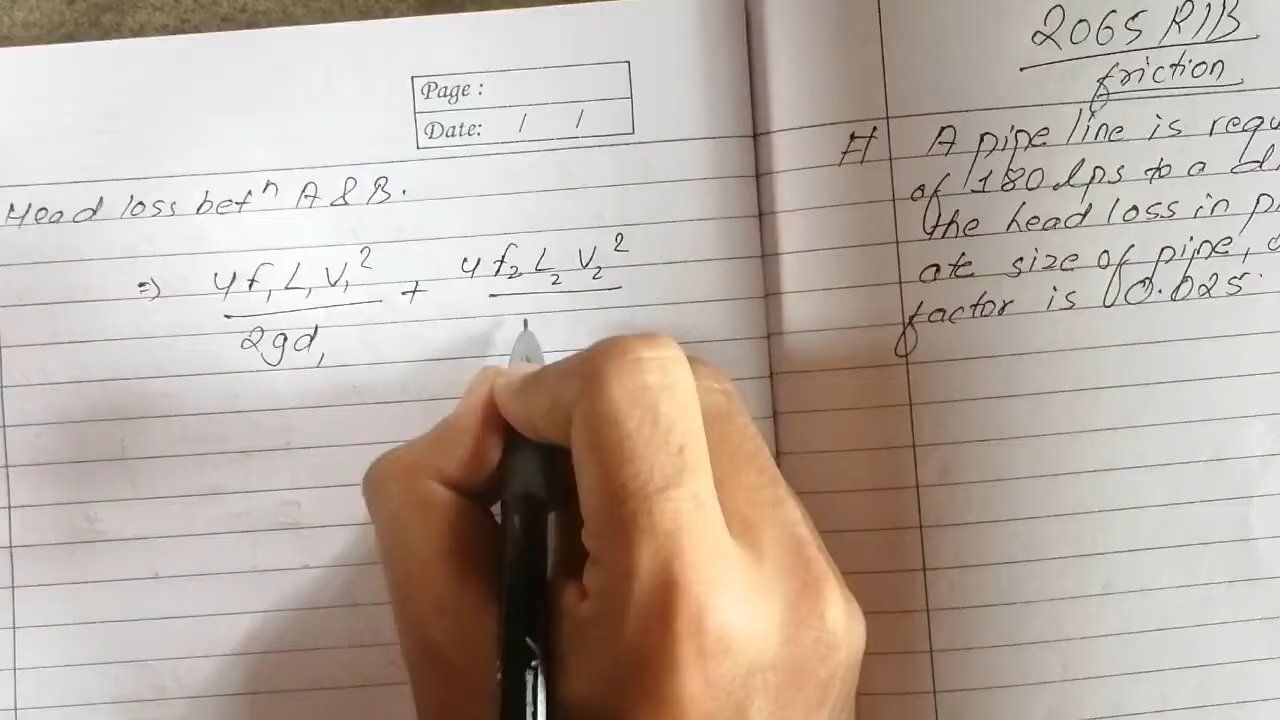 Page :
Date: / /
Head loss betⁿ A & B.
⇒ 4f₁L₁V₁² + 4f₂L₂V₂²
2gd₁
2065 RJB
friction
# A pipe line is requ
of 180 lps to a d
the head loss in p
ate size of pipe,
factor is 0.025.